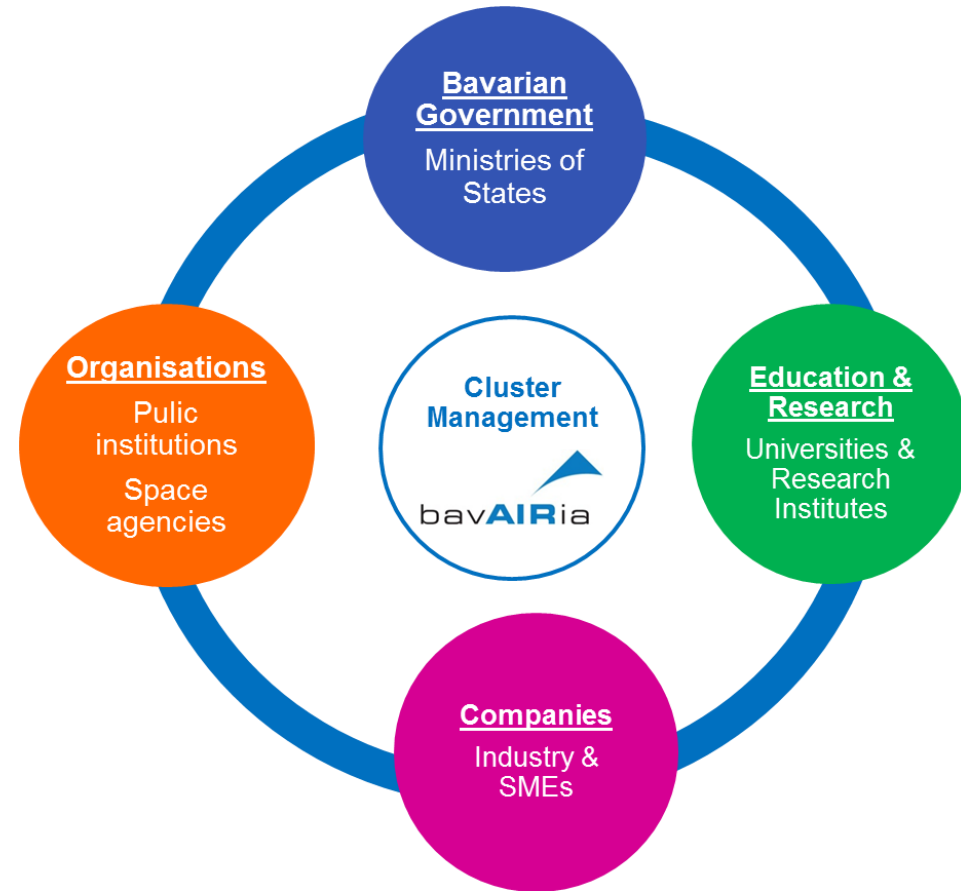 Bavarian
Government
Ministries of
States
Organisations
Pulic
institutions
Space
agencies
Cluster
Management
bavAIRia
Education &
Research
Universities &
Research
Institutes
Companies
Industry &
SMEs